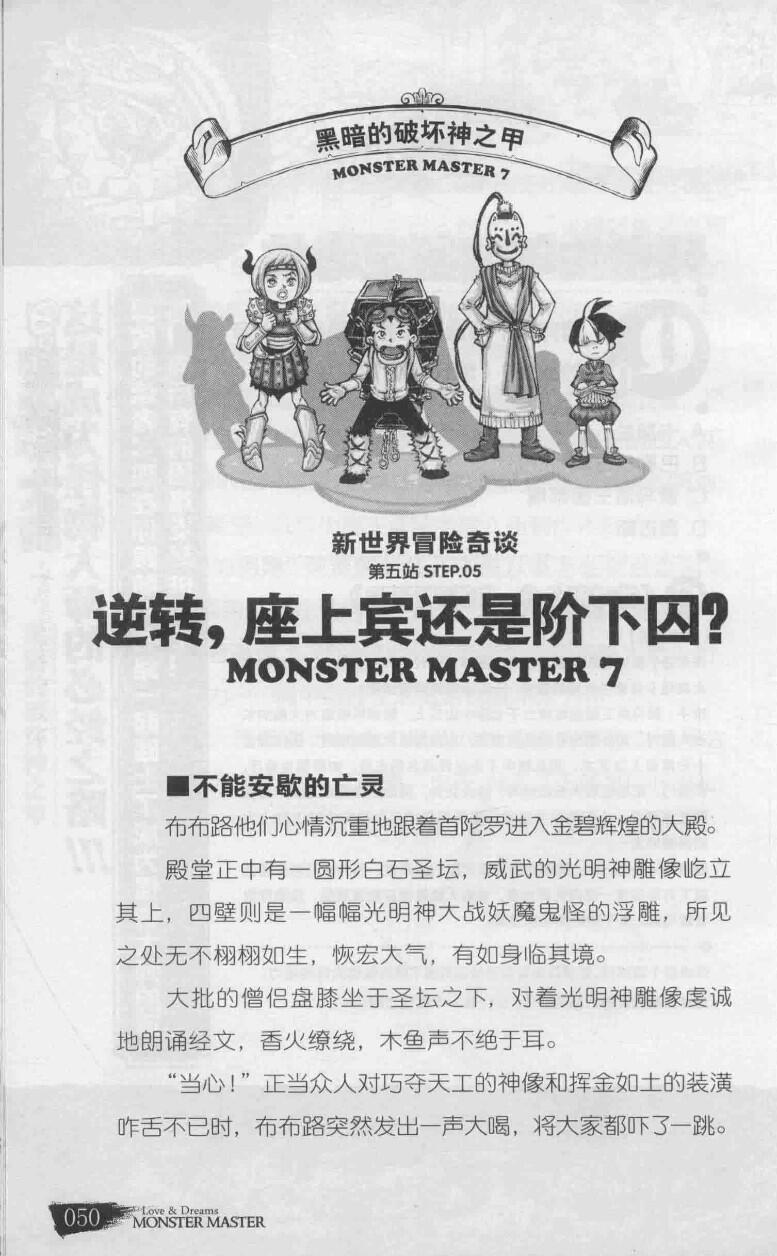 黑暗的破坏神之甲
MONSTER MASTER 7
新世界冒险奇谈
第五站 STEP.05
逆转，座上宾还是阶下囚？
MONSTER MASTER 7
■不能安歇的亡灵
布布路他们心情沉重地跟着首陀罗进入金碧辉煌的大殿。
殿堂正中有一圆形白石圣坛，威武的光明神雕像屹立
其上，四壁则是一幅幅光明神大战妖魔鬼怪的浮雕，所见
之处无不栩栩如生，恢宏大气，有如身临其境。
大批的僧侣盘膝坐于圣坛之下，对着光明神雕像虔诚
地朗诵经文，香火缭绕，木鱼声不绝于耳。
“当心！”正当众人对巧夺天工的神像和挥金如土的装潢
咋舌不已时，布布路突然发出一声大喝，将大家都吓了一跳。
050
Love & Dreams
MONSTER MASTER